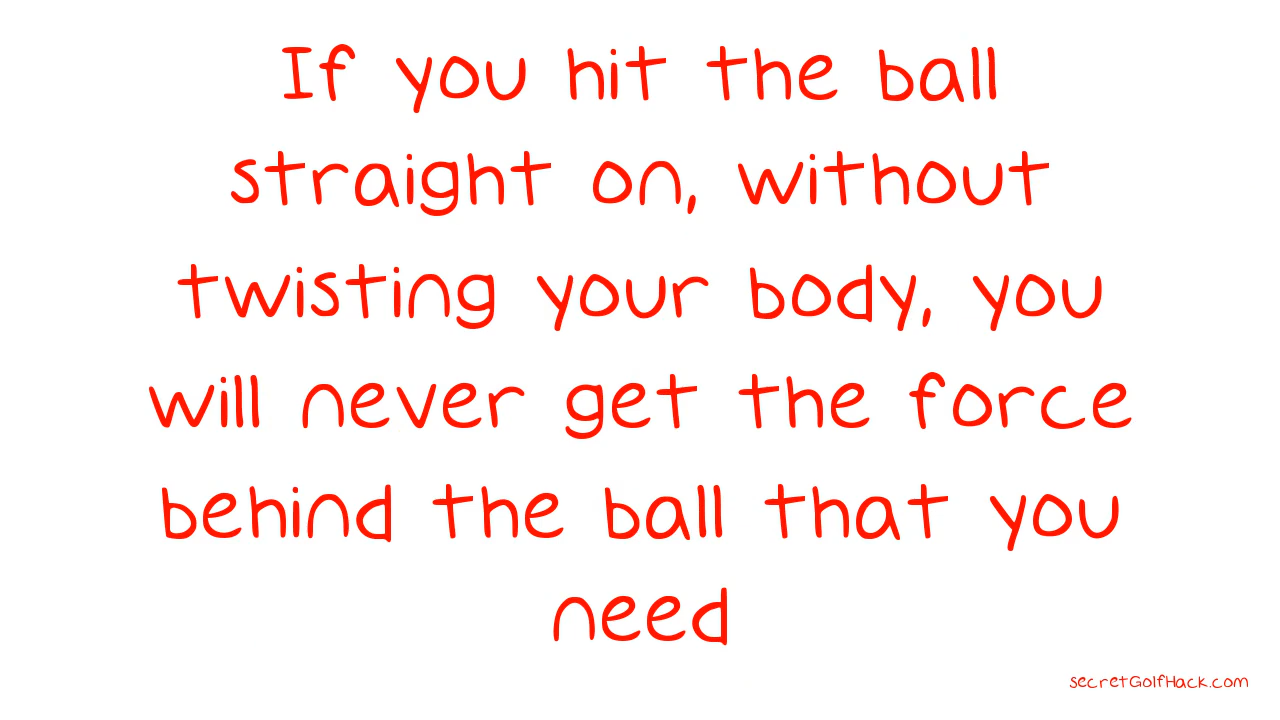 If you hit the ball
straight on, without
twisting your body, you
will never get the force
behind the ball that you
need
secretGolfHack.com